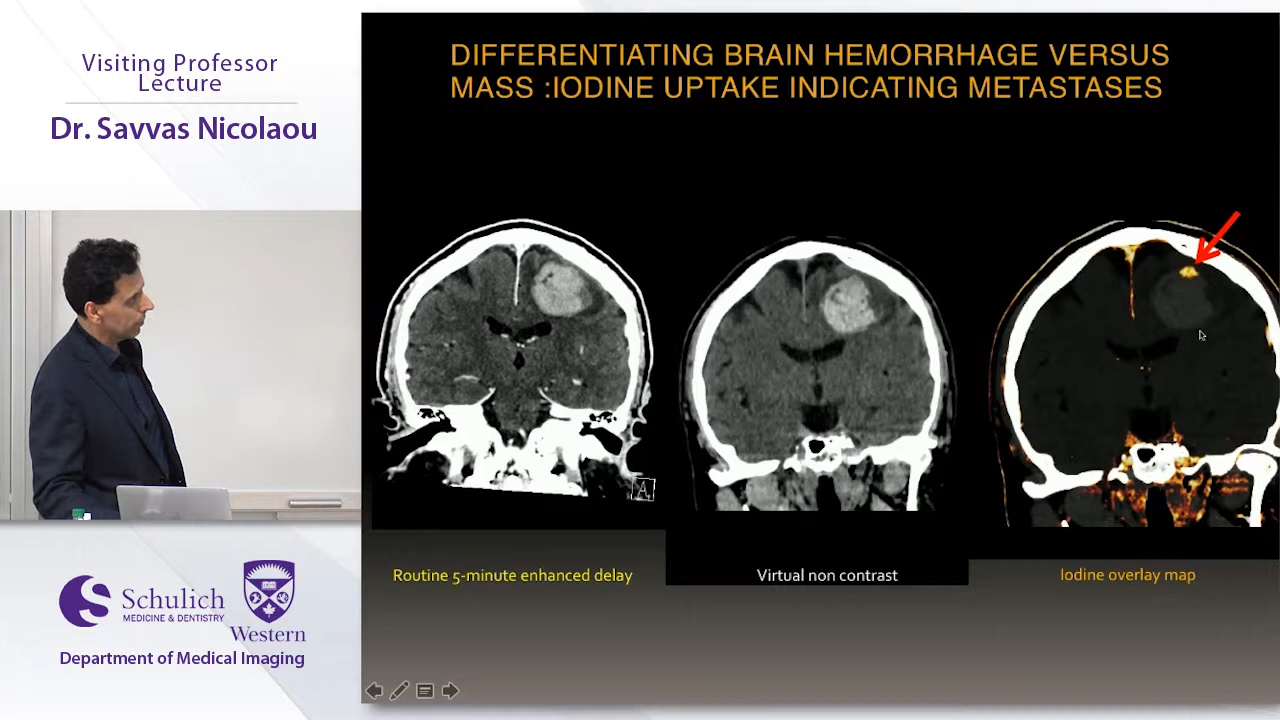 Visiting Professor
Lecture
Dr. Savvas Nicolaou
DIFFERENTIATING BRAIN HEMORRHAGE VERSUS
MASS :IODINE UPTAKE INDICATING METASTASES
A
Routine 5-minute enhanced delay
Virtual non contrast
Iodine overlay map
Schulich
MEDICINE & DENTISTRY
Western
Department of Medical Imaging